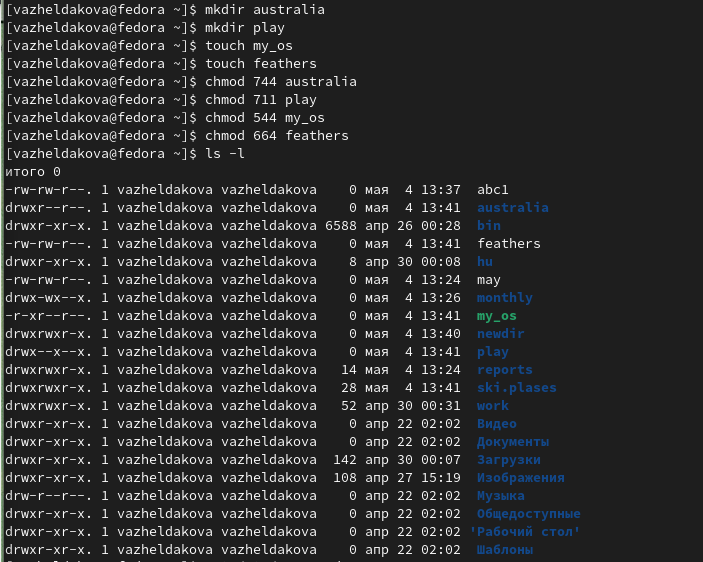 [vazheldakova@fedora ~]$ mkdir australia
[vazheldakova@fedora ~]$ mkdir play
[vazheldakova@fedora ~]$ touch my_os
[vazheldakova@fedora ~]$ touch feathers
[vazheldakova@fedora ~]$ chmod 744 australia
[vazheldakova@fedora ~]$ chmod 711 play
[vazheldakova@fedora ~]$ chmod 544 my_os
[vazheldakova@fedora ~]$ chmod 664 feathers
[vazheldakova@fedora ~]$ ls -l
итого 0
-rw-rw-r--. 1 vazheldakova vazheldakova    0 мая  4 13:37  abc1
drwxr--r--. 1 vazheldakova vazheldakova    0 мая  4 13:41  australia
drwxr-xr-x. 1 vazheldakova vazheldakova 6588 апр 26 00:28  bin
-rw-rw-r--. 1 vazheldakova vazheldakova    0 мая  4 13:41  feathers
drwxr-xr-x. 1 vazheldakova vazheldakova    8 апр 30 00:08  hu
-rw-rw-r--. 1 vazheldakova vazheldakova    0 мая  4 13:24  may
drwx-wx--x. 1 vazheldakova vazheldakova    0 мая  4 13:26  monthly
-r-xr--r--. 1 vazheldakova vazheldakova    0 мая  4 13:41  my_os
drwxrwxr-x. 1 vazheldakova vazheldakova    0 мая  4 13:40  newdir
drwx--x--x. 1 vazheldakova vazheldakova    0 мая  4 13:41  play
drwxrwxr-x. 1 vazheldakova vazheldakova   14 мая  4 13:24  reports
drwxrwxr-x. 1 vazheldakova vazheldakova   28 мая  4 13:41  ski.plases
drwxrwxr-x. 1 vazheldakova vazheldakova   52 апр 30 00:31  work
drwxr-xr-x. 1 vazheldakova vazheldakova    0 апр 22 02:02  Видео
drwxr-xr-x. 1 vazheldakova vazheldakova    0 апр 22 02:02  Документы
drwxr-xr-x. 1 vazheldakova vazheldakova  142 апр 30 00:07  Загрузки
drwxr-xr-x. 1 vazheldakova vazheldakova  108 апр 27 15:19  Изображения
drw-r--r--. 1 vazheldakova vazheldakova    0 апр 22 02:02  Музыка
drwxr-xr-x. 1 vazheldakova vazheldakova    0 апр 22 02:02  Общедоступные
drwxr-xr-x. 1 vazheldakova vazheldakova    0 апр 22 02:02 'Рабочий стол'
drwxr-xr-x. 1 vazheldakova vazheldakova    0 апр 22 02:02  Шаблоны